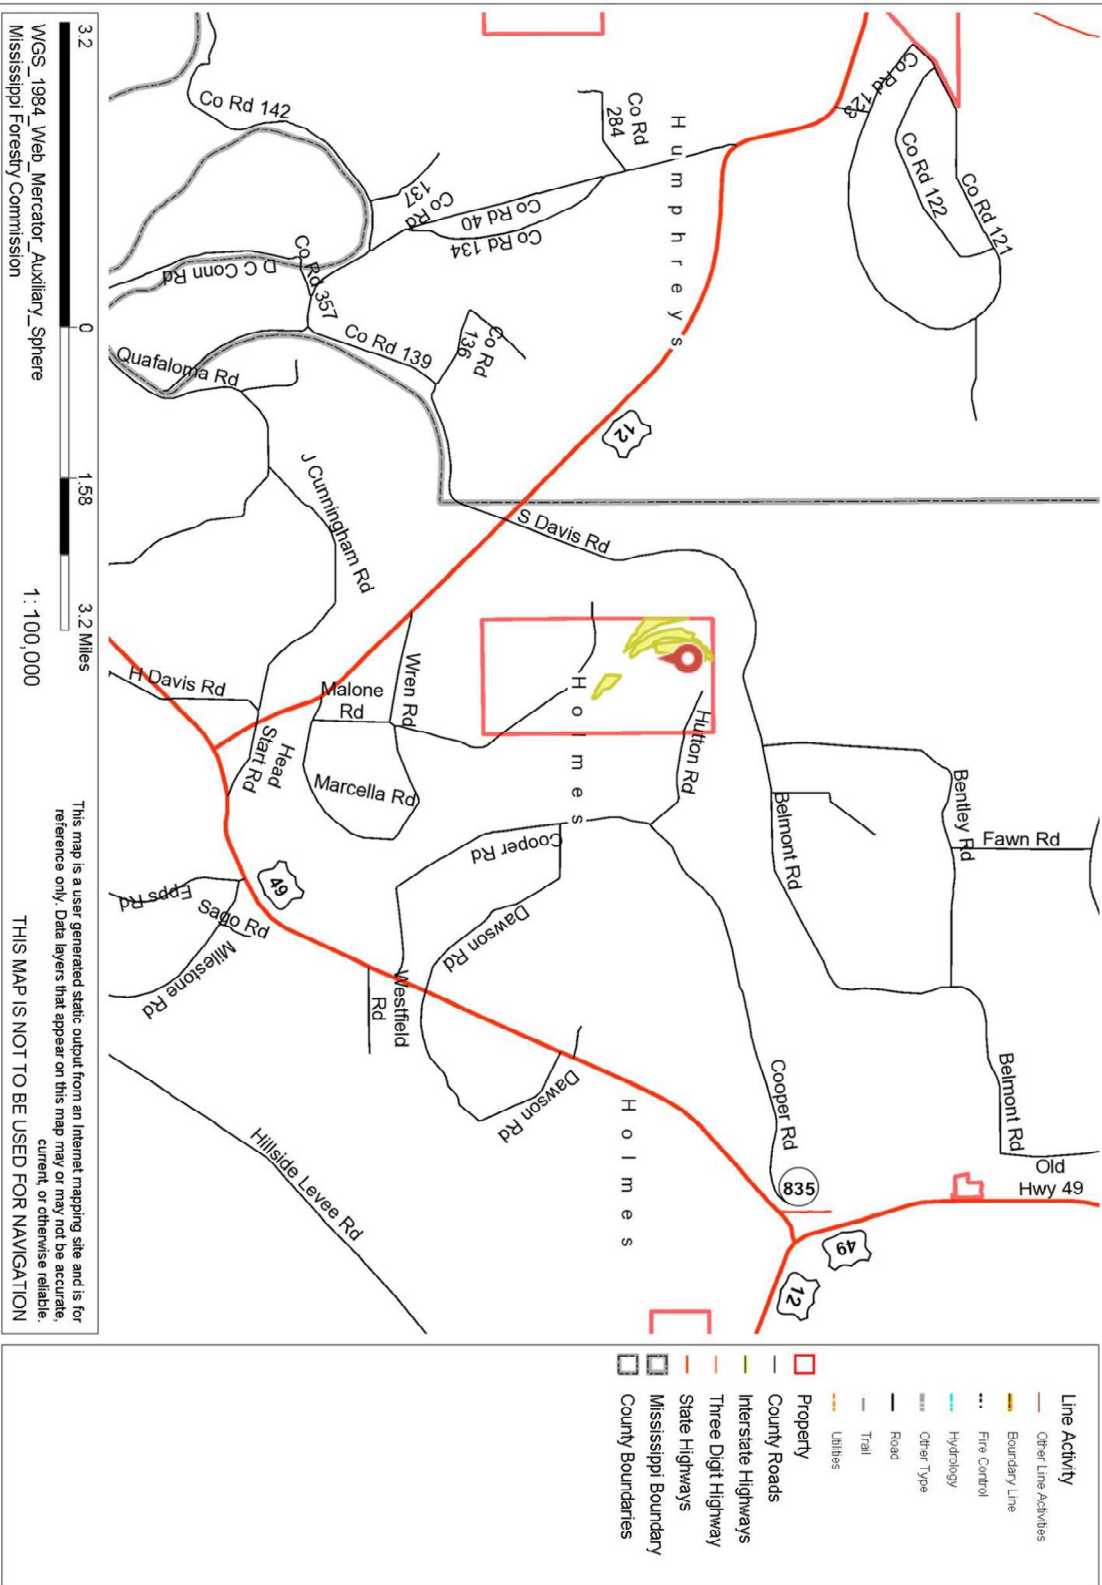 Humphreys
Holmes
Holmes
Co Rd 123
Co Rd 122
Co Rd 121
Co Rd
284
Co Rd 142
Co Rd
137
Co Rd 40
Co Rd 134
D C Conn Rd
Co Rd 357
Co Rd 139
Co Rd
136
Quafaloma Rd
12
S Davis Rd
J Cunningham Rd
H Davis Rd
Malone
Rd
Wren Rd
Head
Start Rd
Marcella Rd
Hutton Rd
Belmont Rd
Bentley Rd
Fawn Rd
Cooper Rd
Dawson Rd
49
Epps Rd
Sago Rd
Milestone Rd
Westfield
Rd
Dawson Rd
Cooper Rd
Belmont Rd
Old
Hwy 49
835
49
12
Hillside Levee Rd
Line Activity
Other Line Activities
Boundary Line
Fire Control
Hydrology
Other Type
Road
Trail
Utilities
Property
County Roads
Interstate Highways
Three Digit Highway
State Highways
Mississippi Boundary
County Boundaries
3.2 0 1.58 3.2 Miles
WGS_1984_Web_Mercator_Auxiliary_Sphere
Mississippi Forestry Commission
1: 100,000
This map is a user generated static output from an Internet mapping site and is for
reference only. Data layers that appear on this map may or may not be accurate,
current, or otherwise reliable.
THIS MAP IS NOT TO BE USED FOR NAVIGATION